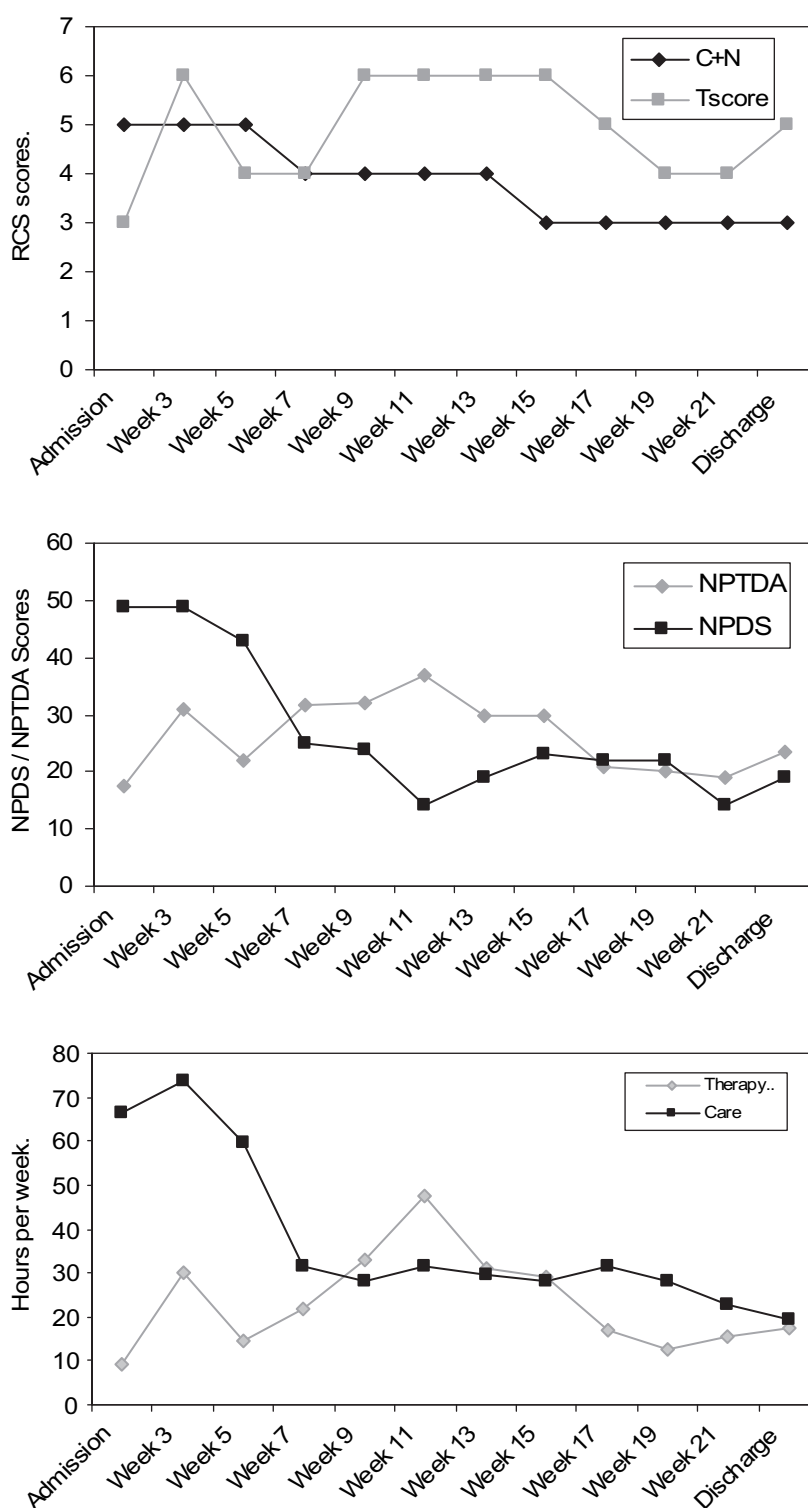 7
6
5
4
3
2
1
0
RCS scores.
C+N
Tscore
Admission
Week 3
Week 5
Week 7
Week 9
Week 11
Week 13
Week 15
Week 17
Week 19
Week 21
Discharge
60
50
40
30
20
10
0
NPDS / NPTDA Scores
NPTDA
NPDS
Admission
Week 3
Week 5
Week 7
Week 9
Week 11
Week 13
Week 15
Week 17
Week 19
Week 21
Discharge
80
70
60
50
40
30
20
10
0
Hours per week.
Therapy..
Care
Admission
Week 3
Week 5
Week 7
Week 9
Week 11
Week 13
Week 15
Week 17
Week 19
Week 21
Discharge